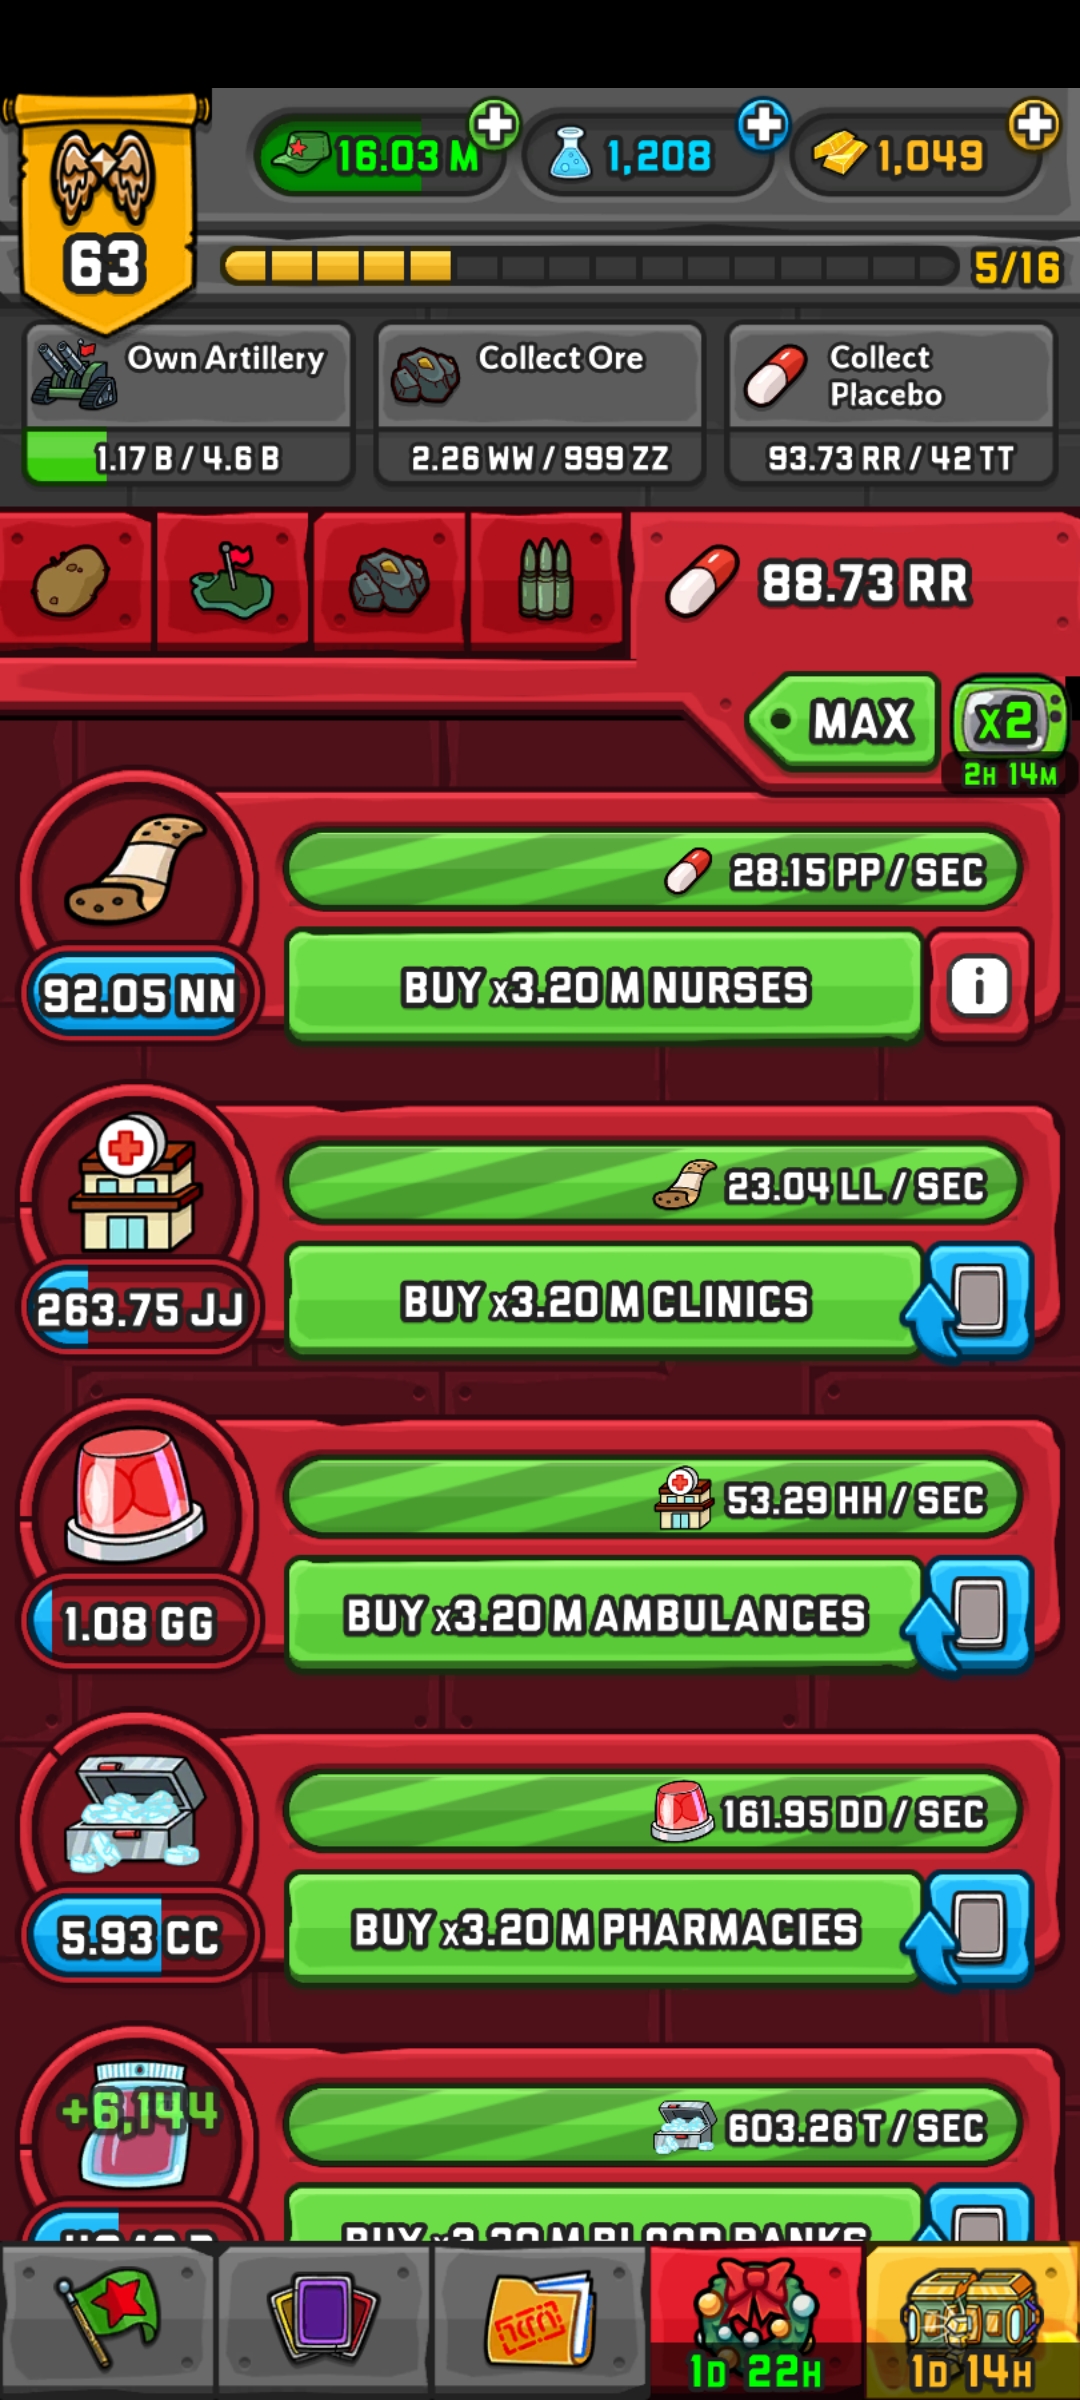 16.03 M
1,208
1,049
63
5/16
Own Artillery
1.17 B / 4.6 B
Collect Ore
2.26 WW / 999 ZZ
Collect
Placebo
93.73 RR / 42 TT
88.73 RR
MAX
x2
2H 14M
28.15 PP / SEC
92.05 NN
BUY x3.20 M NURSES
i
23.04 LL / SEC
263.75 JJ
BUY x3.20 M CLINICS
53.29 HH / SEC
1.08 GG
BUY x3.20 M AMBULANCES
161.95 DD / SEC
5.93 CC
BUY x3.20 M PHARMACIES
+6,144
603.26 T / SEC
BUY x3.20 M BLOOD BANKS
1D 22H
1D 14H